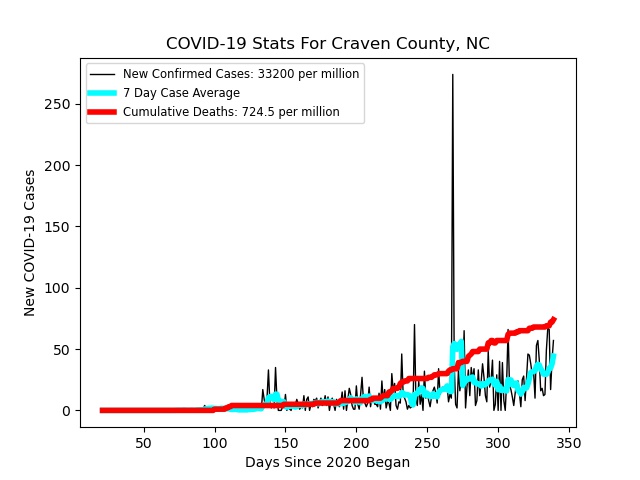 COVID-19 Stats For Craven County, NC
New Confirmed Cases: 33200 per million
7 Day Case Average
Cumulative Deaths: 724.5 per million
New COVID-19 Cases
250
200
150
100
50
0
50
100
150
200
250
300
350
Days Since 2020 Began